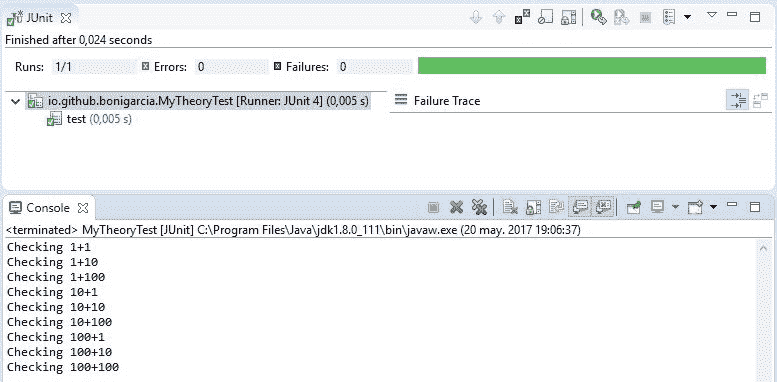 JUnit
Finished after 0,024 seconds
Runs: 1/1 Errors: 0 Failures: 0
io.github.bonigarcia.MyTheoryTest [Runner: JUnit 4] (0,005 s)
Failure Trace
test (0,005 s)
Console
<terminated> MyTheoryTest [JUnit] C:\Program Files\Java\jdk1.8.0_111\bin\javaw.exe (20 may. 2017 19:06:37)
Checking 1+1
Checking 1+10
Checking 1+100
Checking 10+1
Checking 10+10
Checking 10+100
Checking 100+1
Checking 100+10
Checking 100+100